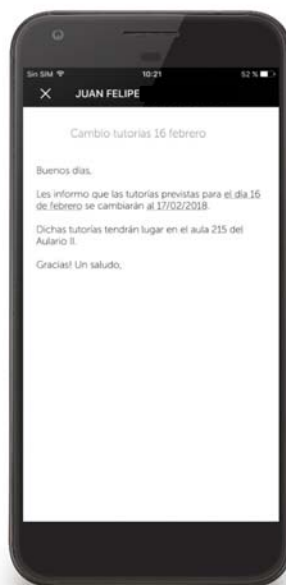 Sin SIM 10:21 52 %
JUAN FELIPE
Cambio tutorías 16 febrero
Buenos días,
Les informo que las tutorías previstas para el día 16
de febrero se cambiarán al 17/02/2018.
Dichas tutorías tendrán lugar en el aula 215 del
Aulario II.
Gracias! Un saludo,